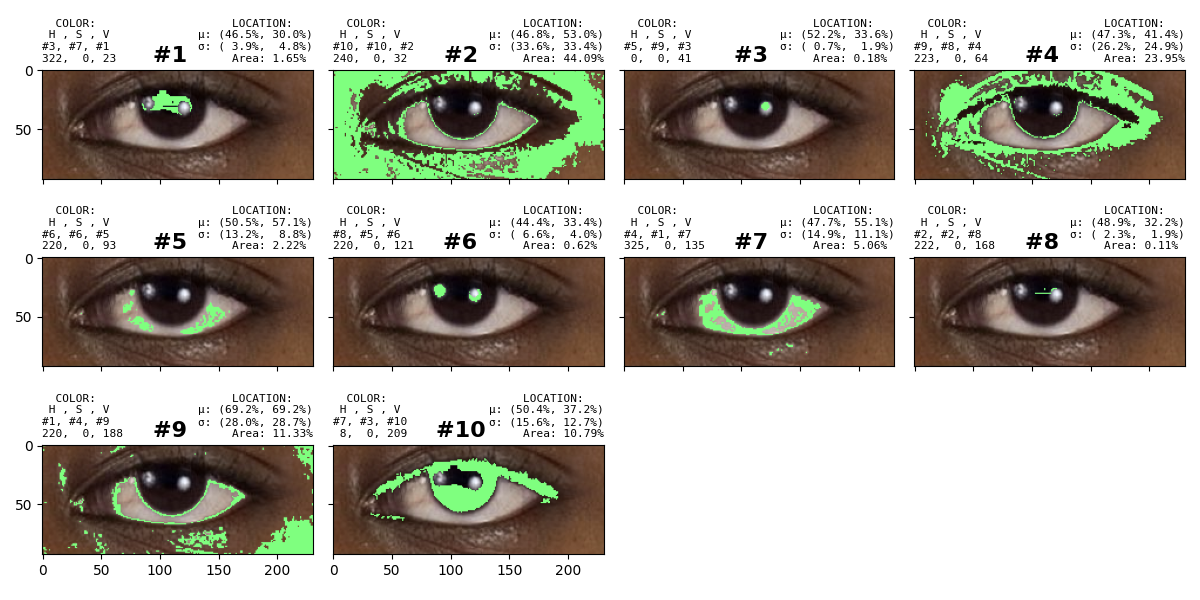 COLOR: LOCATION: COLOR: LOCATION: COLOR: LOCATION: COLOR: LOCATION:
H , S , V μ: (46.5%, 30.0%) H , S , V μ: (46.8%, 53.0%) H , S , V μ: (52.2%, 33.6%) H , S , V μ: (47.3%, 41.4%)
#3, #7, #1 #1 σ: ( 3.9%, 4.8%) #10, #10, #2 #2 σ: (33.6%, 33.4%) #5, #9, #3 #3 σ: ( 0.7%, 1.9%) #9, #8, #4 #4 σ: (26.2%, 24.9%)
322, 0, 23 Area: 1.65% 240, 0, 32 Area: 44.09% 0, 0, 41 Area: 0.18% 223, 0, 64 Area: 23.95%
0
50
COLOR: LOCATION: COLOR: LOCATION: COLOR: LOCATION: COLOR: LOCATION:
H , S , V μ: (50.5%, 57.1%) H , S , V μ: (44.4%, 33.4%) H , S , V μ: (47.7%, 55.1%) H , S , V μ: (48.9%, 32.2%)
#6, #6, #5 #5 σ: (13.2%, 8.8%) #8, #5, #6 #6 σ: ( 6.6%, 4.0%) #4, #1, #7 #7 σ: (14.9%, 11.1%) #2, #2, #8 #8 σ: ( 2.3%, 1.9%)
220, 0, 93 Area: 2.22% 220, 0, 121 Area: 0.62% 325, 0, 135 Area: 5.06% 222, 0, 168 Area: 0.11%
0
50
COLOR: LOCATION: COLOR: LOCATION:
H , S , V μ: (69.2%, 69.2%) H , S , V μ: (50.4%, 37.2%)
#1, #4, #9 #9 σ: (28.0%, 28.7%) #7, #3, #10 #10 σ: (15.6%, 12.7%)
220, 0, 188 Area: 11.33% 8, 0, 209 Area: 10.79%
0
50
0 50 100 150 200 0 50 100 150 200